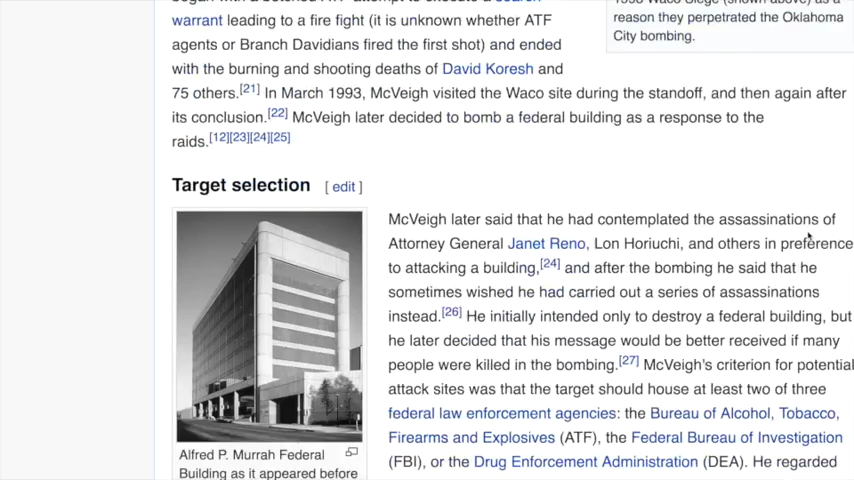 warrant leading to a fire fight (it is unknown whether ATF
agents or Branch Davidians fired the first shot) and ended
with the burning and shooting deaths of David Koresh and
75 others.[21] In March 1993, McVeigh visited the Waco site during the standoff, and then again after
its conclusion.[22] McVeigh later decided to bomb a federal building as a response to the
raids.[12][23][24][25]
reason they perpetrated the Oklahoma
City bombing.
Target selection [ edit ]
McVeigh later said that he had contemplated the assassinations of
Attorney General Janet Reno, Lon Horiuchi, and others in preference
to attacking a building,[24] and after the bombing he said that he
sometimes wished he had carried out a series of assassinations
instead.[26] He initially intended only to destroy a federal building, but
he later decided that his message would be better received if many
people were killed in the bombing.[27] McVeigh's criterion for potential
attack sites was that the target should house at least two of three
federal law enforcement agencies: the Bureau of Alcohol, Tobacco,
Firearms and Explosives (ATF), the Federal Bureau of Investigation
(FBI), or the Drug Enforcement Administration (DEA). He regarded
Alfred P. Murrah Federal
Building as it appeared before